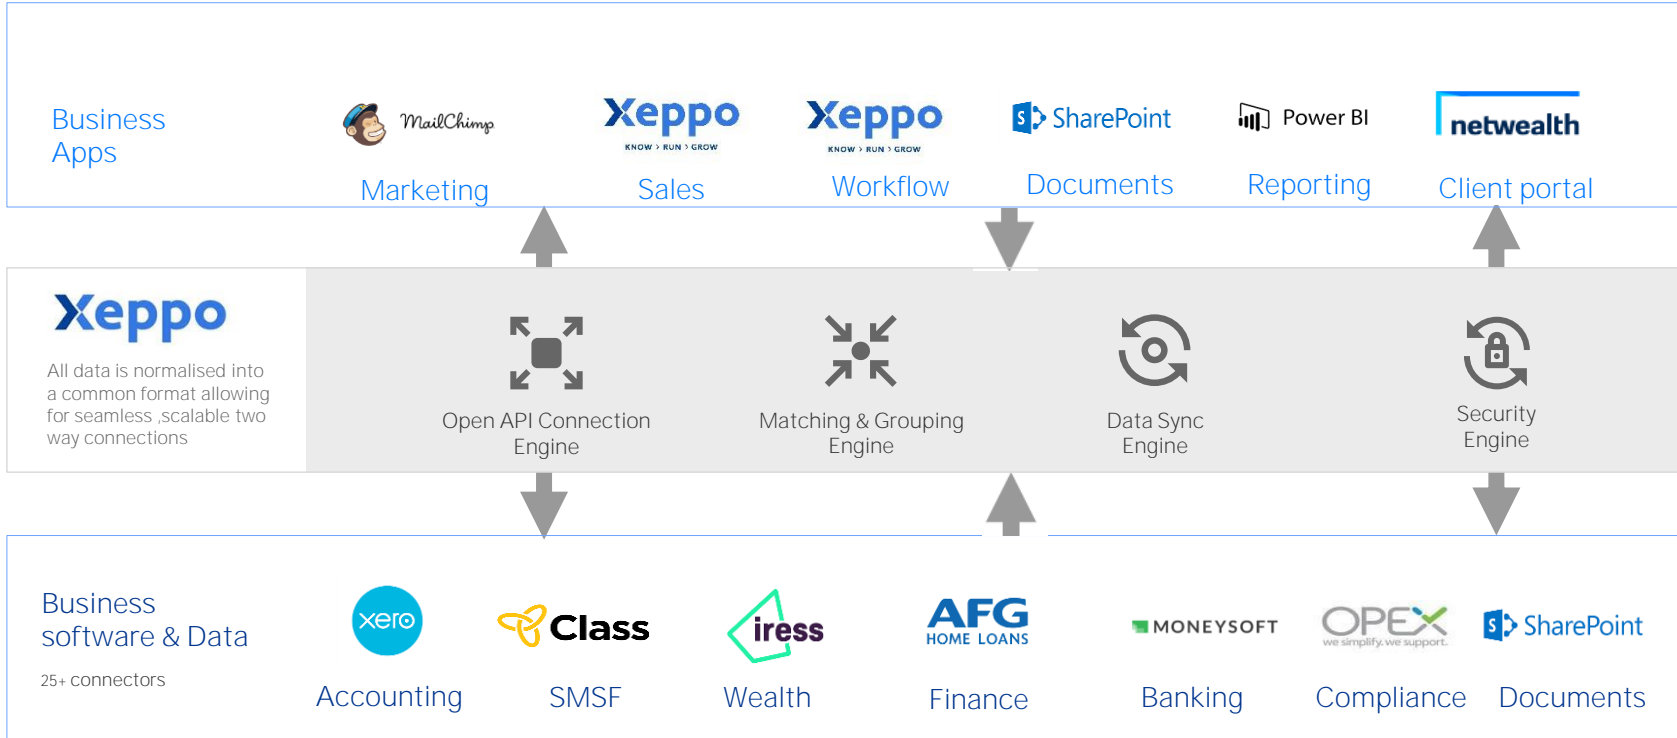 Business
Apps
MailChimp
Xeppo
KNOW > RUN > GROW
Xeppo
KNOW > RUN > GROW
S SharePoint
Power BI
netwealth
Marketing
Sales
Workflow
Documents
Reporting
Client portal
Xeppo
All data is normalised into
a common format allowing
for seamless ,scalable two
way connections
Open API Connection
Engine
Matching & Grouping
Engine
Data Sync
Engine
Security
Engine
Business
software & Data
25+ connectors
xero
Class
iress
AFG
HOME LOANS
MONEYSOFT
OPEX
we simplify. we support.
S SharePoint
Accounting
SMSF
Wealth
Finance
Banking
Compliance
Documents